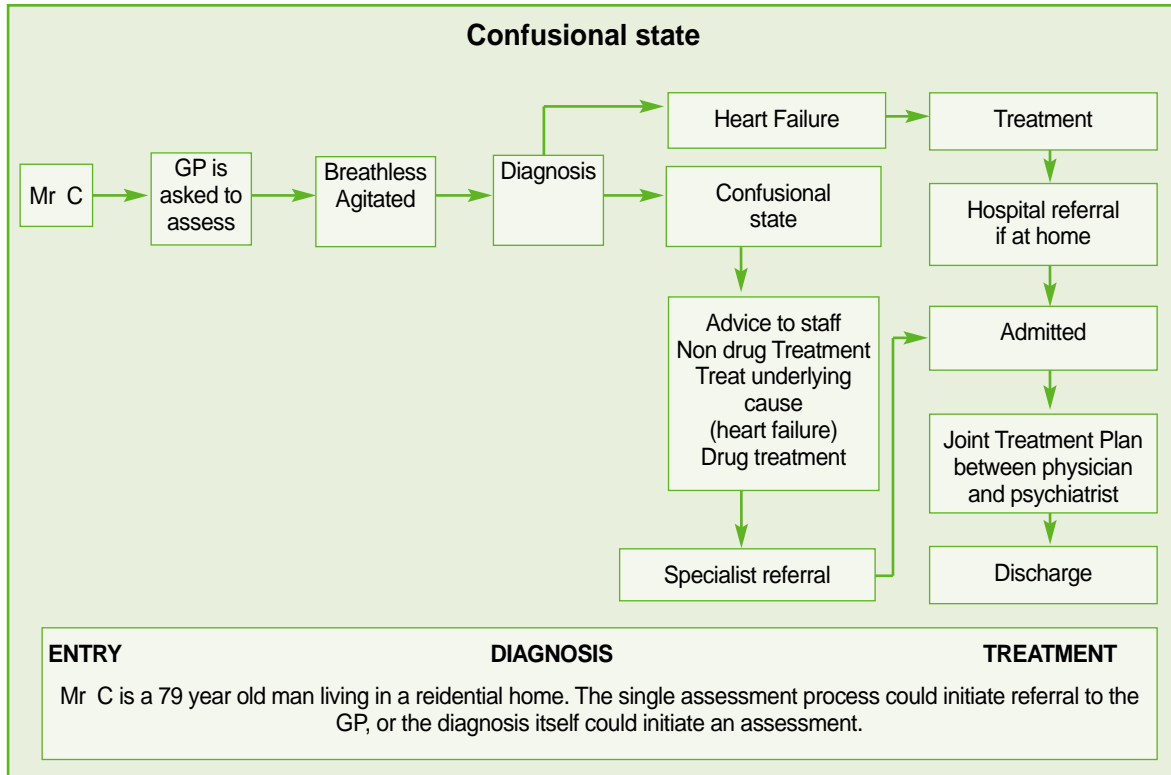 Confusional state
Mr C
GP is
asked to
assess
Breathless
Agitated
Diagnosis
Heart Failure
Treatment
Confusional
state
Hospital referral
if at home
Advice to staff
Non drug Treatment
Treat underlying
cause
(heart failure)
Drug treatment
Admitted
Joint Treatment Plan
between physician
and psychiatrist
Specialist referral
Discharge
ENTRY DIAGNOSIS TREATMENT
Mr C is a 79 year old man living in a reidential home. The single assessment process could initiate referral to the
GP, or the diagnosis itself could initiate an assessment.